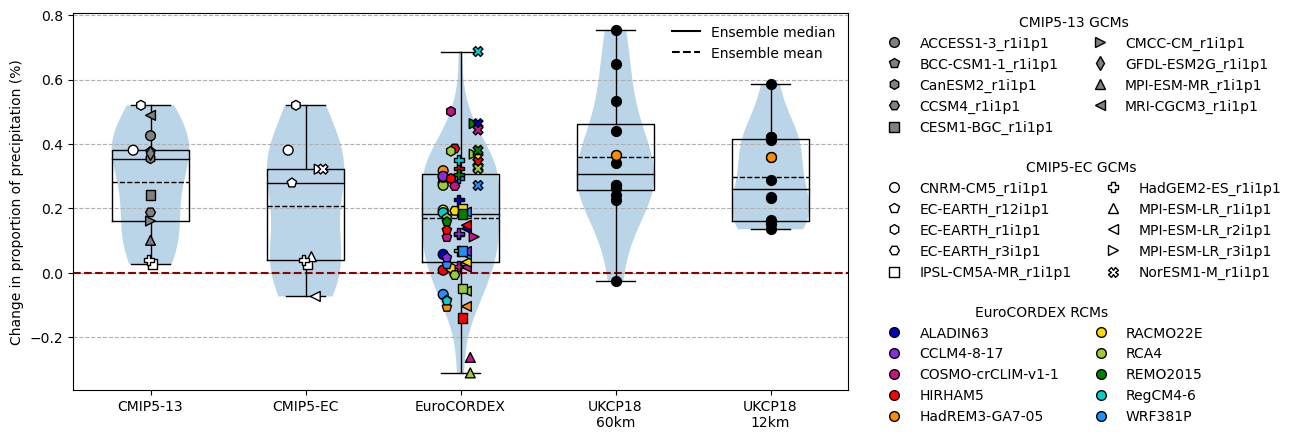 Change in proportion of precipitation (%)
0.8
0.6
0.4
0.2
0.0
−0.2
Ensemble median
Ensemble mean
CMIP5-13
CMIP5-EC
EuroCORDEX
UKCP18
60km
UKCP18
12km
CMIP5-13 GCMs
ACCESS1-3_r1i1p1
BCC-CSM1-1_r1i1p1
CanESM2_r1i1p1
CCSM4_r1i1p1
CESM1-BGC_r1i1p1
CMCC-CM_r1i1p1
GFDL-ESM2G_r1i1p1
MPI-ESM-MR_r1i1p1
MRI-CGCM3_r1i1p1
CMIP5-EC GCMs
CNRM-CM5_r1i1p1
EC-EARTH_r12i1p1
EC-EARTH_r1i1p1
EC-EARTH_r3i1p1
IPSL-CM5A-MR_r1i1p1
HadGEM2-ES_r1i1p1
MPI-ESM-LR_r1i1p1
MPI-ESM-LR_r2i1p1
MPI-ESM-LR_r3i1p1
NorESM1-M_r1i1p1
EuroCORDEX RCMs
ALADIN63
CCLM4-8-17
COSMO-crCLIM-v1-1
HIRHAM5
HadREM3-GA7-05
RACMO22E
RCA4
REMO2015
RegCM4-6
WRF381P